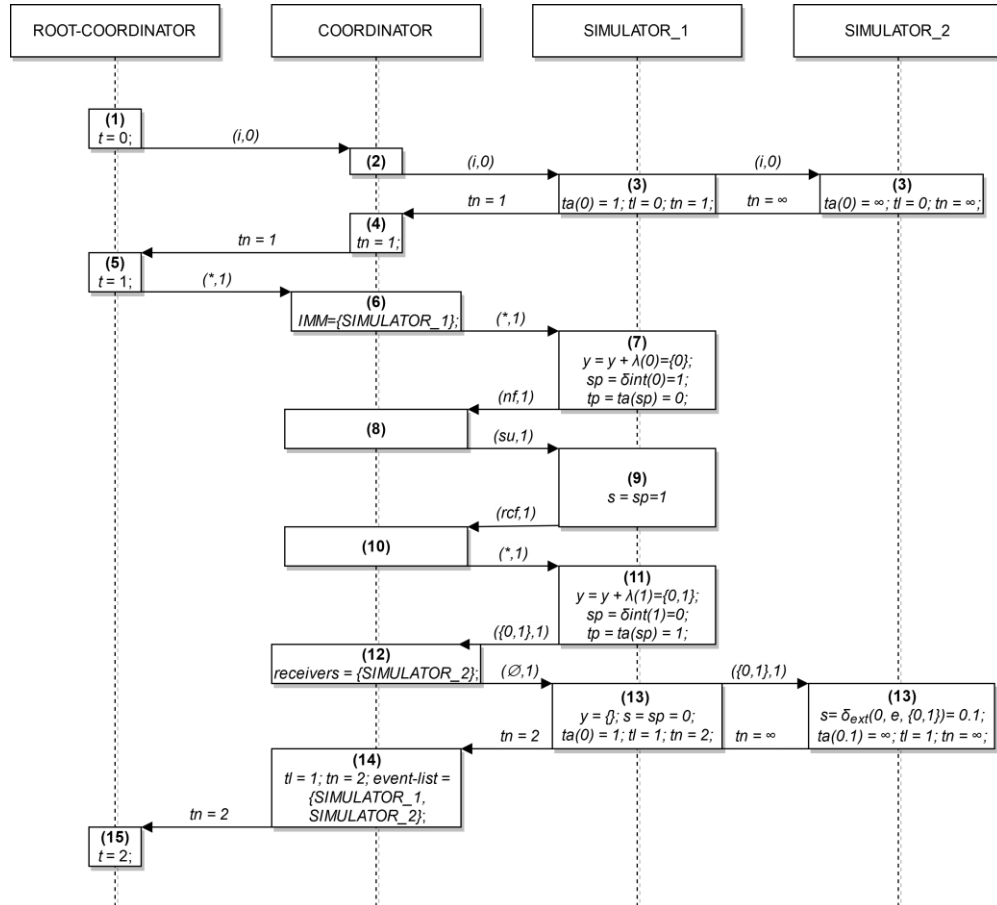 ROOT-COORDINATOR
COORDINATOR
SIMULATOR_1
SIMULATOR_2
(1)
t = 0;
(i,0)
(2)
(i,0)
(i,0)
(3)
ta(0) = 1; tl = 0; tn = 1;
(3)
ta(0) = ∞; tl = 0; tn = ∞;
tn = 1
tn = ∞
(4)
tn = 1;
tn = 1
(5)
t = 1;
(*,1)
(6)
IMM={SIMULATOR_1};
(*,1)
(7)
y = y + λ(0)={0};
sp = δint(0)=1;
tp = ta(sp) = 0;
(nf,1)
(8)
(su,1)
(9)
s = sp=1
(rcf,1)
(10)
(*,1)
(11)
y = y + λ(1)={0,1};
sp = δint(1)=0;
tp = ta(sp) = 1;
({0,1},1)
(12)
receivers = {SIMULATOR_2};
(∅,1)
({0,1},1)
(13)
y = {}; s = sp = 0;
ta(0) = 1; tl = 1; tn = 2;
(13)
s= δext(0, e, {0,1})= 0.1;
ta(0.1) = ∞; tl = 1; tn = ∞;
tn = 2
tn = ∞
(14)
tl = 1; tn = 2; event-list =
{SIMULATOR_1,
SIMULATOR_2};
tn = 2
(15)
t = 2;